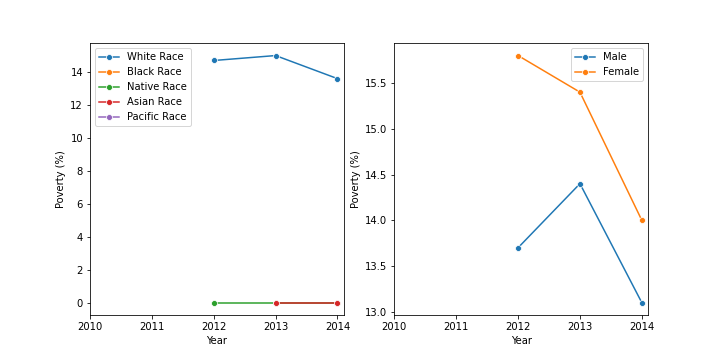 White Race
Black Race
Native Race
Asian Race
Pacific Race
14
12
10
8
6
4
2
0
Poverty (%)
2010 2011 2012 2013 2014
Year
Male
Female
15.5
15.0
14.5
14.0
13.5
13.0
Poverty (%)
2010 2011 2012 2013 2014
Year